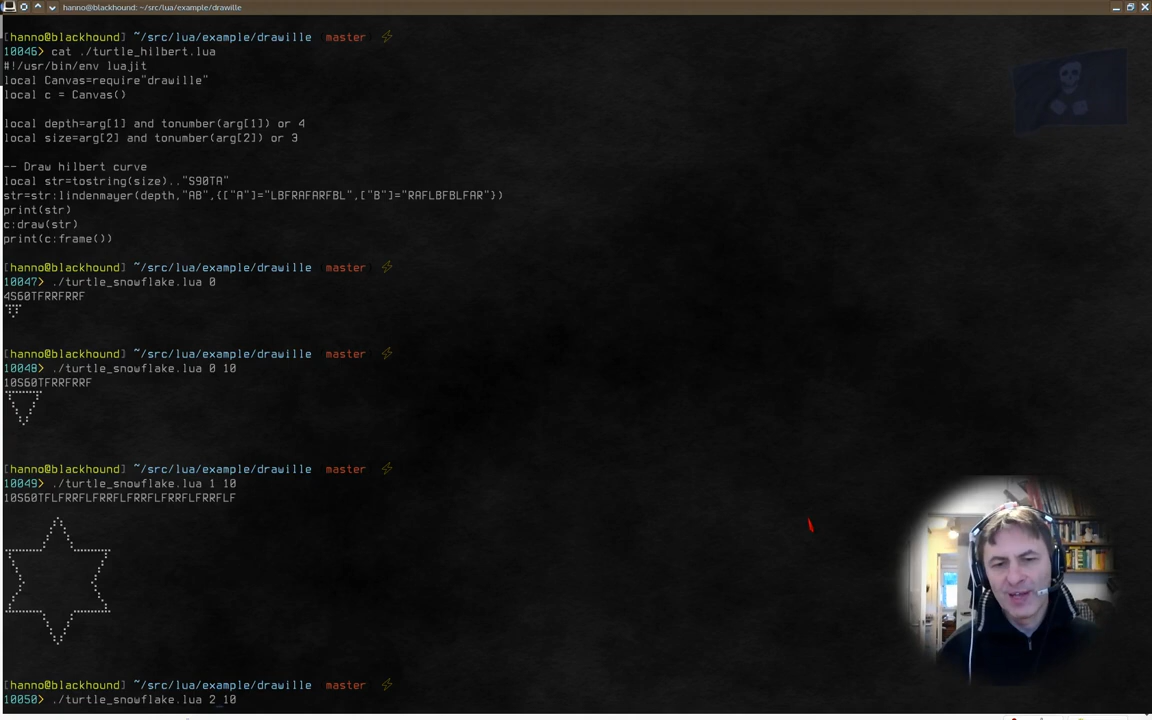 hanno@blackhound: ~/src/lua/example/drawille
[hanno@blackhound] ~/src/lua/example/drawille master ⚡
10046> cat ./turtle_hilbert.lua
#!/usr/bin/env luajit
local Canvas=require"drawille"
local c = Canvas()
local depth=arg[1] and tonumber(arg[1]) or 4
local size=arg[2] and tonumber(arg[2]) or 3
-- Draw hilbert curve
local str=tostring(size).."S90TA"
str=str:lindenmayer(depth,"AB",{["A"]="LBFRAFARFBL",["B"]="RAFLBFBLFAR"})
print(str)
c:draw(str)
print(c:frame())
[hanno@blackhound] ~/src/lua/example/drawille master ⚡
10047> ./turtle_snowflake.lua 0
4S60TFRRFRRF
[hanno@blackhound] ~/src/lua/example/drawille master ⚡
10048> ./turtle_snowflake.lua 0 10
10S60TFRRFRRF
[hanno@blackhound] ~/src/lua/example/drawille master ⚡
10049> ./turtle_snowflake.lua 1 10
10S60TFLFRRFLFRRFLFRRFLFRRFLFRRFLF
[hanno@blackhound] ~/src/lua/example/drawille master ⚡
10050> ./turtle_snowflake.lua 2 10